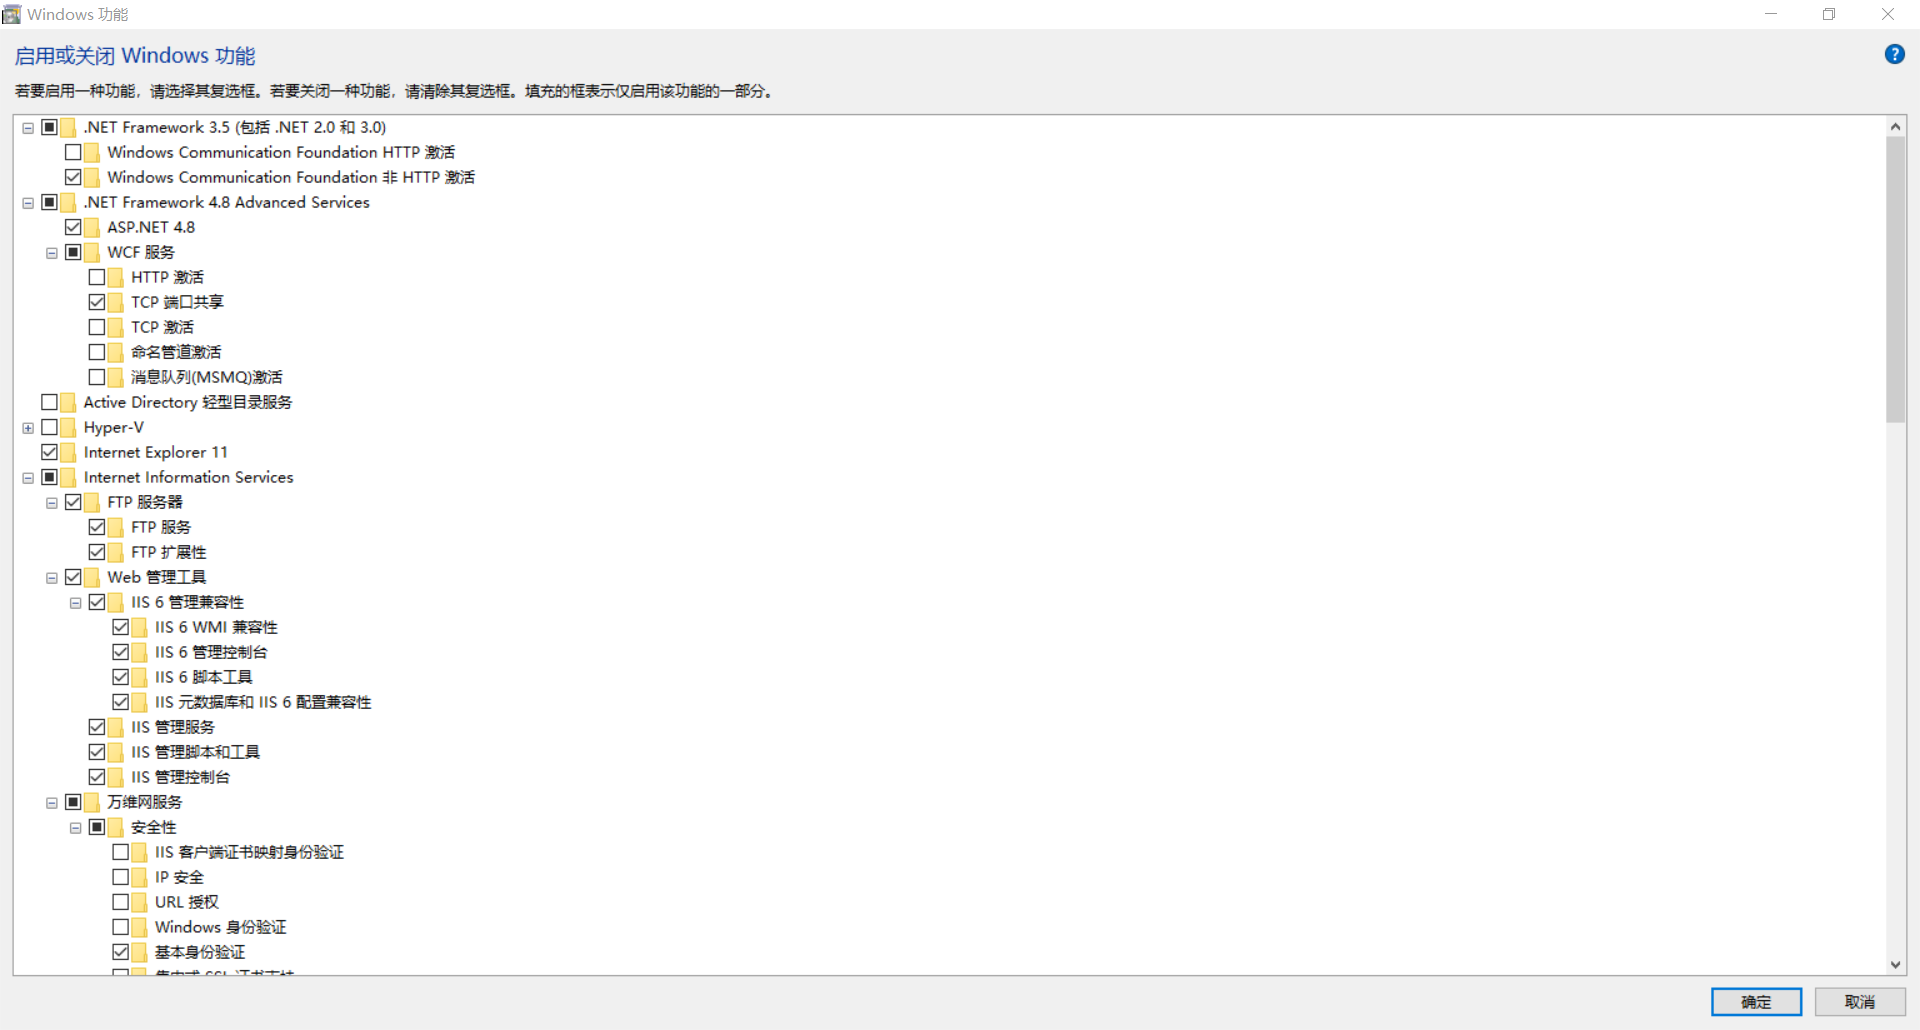 Windows 功能
启用或关闭 Windows 功能
若要启用一种功能，请选择其复选框。若要关闭一种功能，请清除其复选框。填充的框表示仅启用该功能的一部分。
.NET Framework 3.5 (包括 .NET 2.0 和 3.0)
Windows Communication Foundation HTTP 激活
Windows Communication Foundation 非 HTTP 激活
.NET Framework 4.8 Advanced Services
ASP.NET 4.8
WCF 服务
HTTP 激活
TCP 端口共享
TCP 激活
命名管道激活
消息队列(MSMQ)激活
Active Directory 轻型目录服务
Hyper-V
Internet Explorer 11
Internet Information Services
FTP 服务器
FTP 服务
FTP 扩展性
Web 管理工具
IIS 6 管理兼容性
IIS 6 WMI 兼容性
IIS 6 管理控制台
IIS 6 脚本工具
IIS 元数据库和 IIS 6 配置兼容性
IIS 管理服务
IIS 管理脚本和工具
IIS 管理控制台
万维网服务
安全性
IIS 客户端证书映射身份验证
IP 安全
URL 授权
Windows 身份验证
基本身份验证
集中式 SSL 证书支持
确定
取消